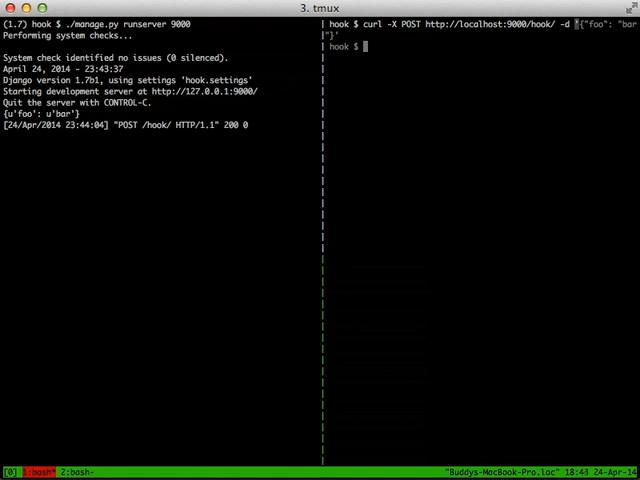 3. tmux
(1.7) hook $ ./manage.py runserver 9000
Performing system checks...
System check identified no issues (0 silenced).
April 24, 2014 - 23:43:37
Django version 1.7b1, using settings 'hook.settings'
Starting development server at http://127.0.0.1:9000/
Quit the server with CONTROL-C.
{u'foo': u'bar'}
[24/Apr/2014 23:44:04] "POST /hook/ HTTP/1.1" 200 0
hook $ curl -X POST http://localhost:9000/hook/ -d '{"foo": "bar
"}'
hook $
[0] 1:bash* 2:bash- "Buddys-MacBook-Pro.loc" 18:44 24-Apr-14